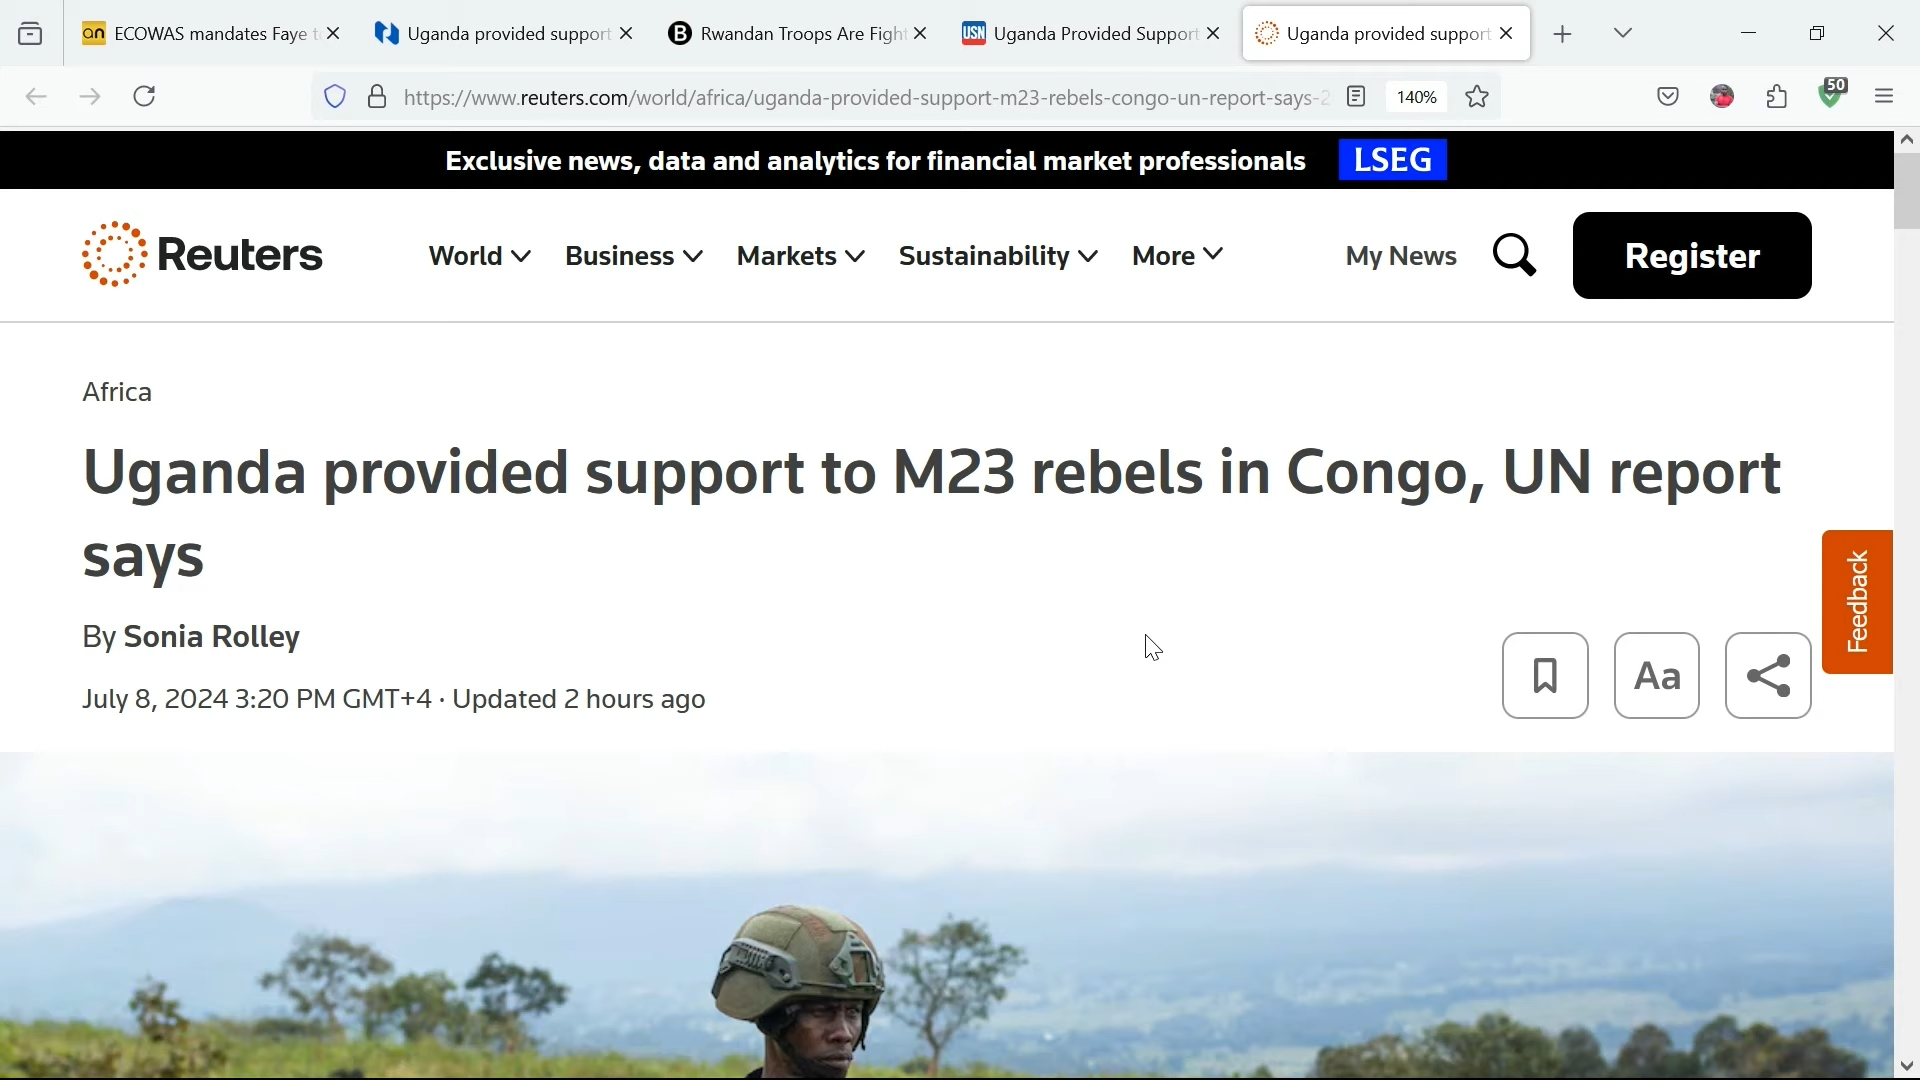 ECOWAS mandates Faye t
Uganda provided support
Rwandan Troops Are Fight
Uganda Provided Support
Uganda provided support
https://www.reuters.com/world/africa/uganda-provided-support-m23-rebels-congo-un-report-says-2
140%
50
Exclusive news, data and analytics for financial market professionals LSEG
Reuters
World
Business
Markets
Sustainability
More
My News
Register
Africa
Uganda provided support to M23 rebels in Congo, UN report
says
By Sonia Rolley
July 8, 2024 3:20 PM GMT+4 · Updated 2 hours ago
Aa
Feedback